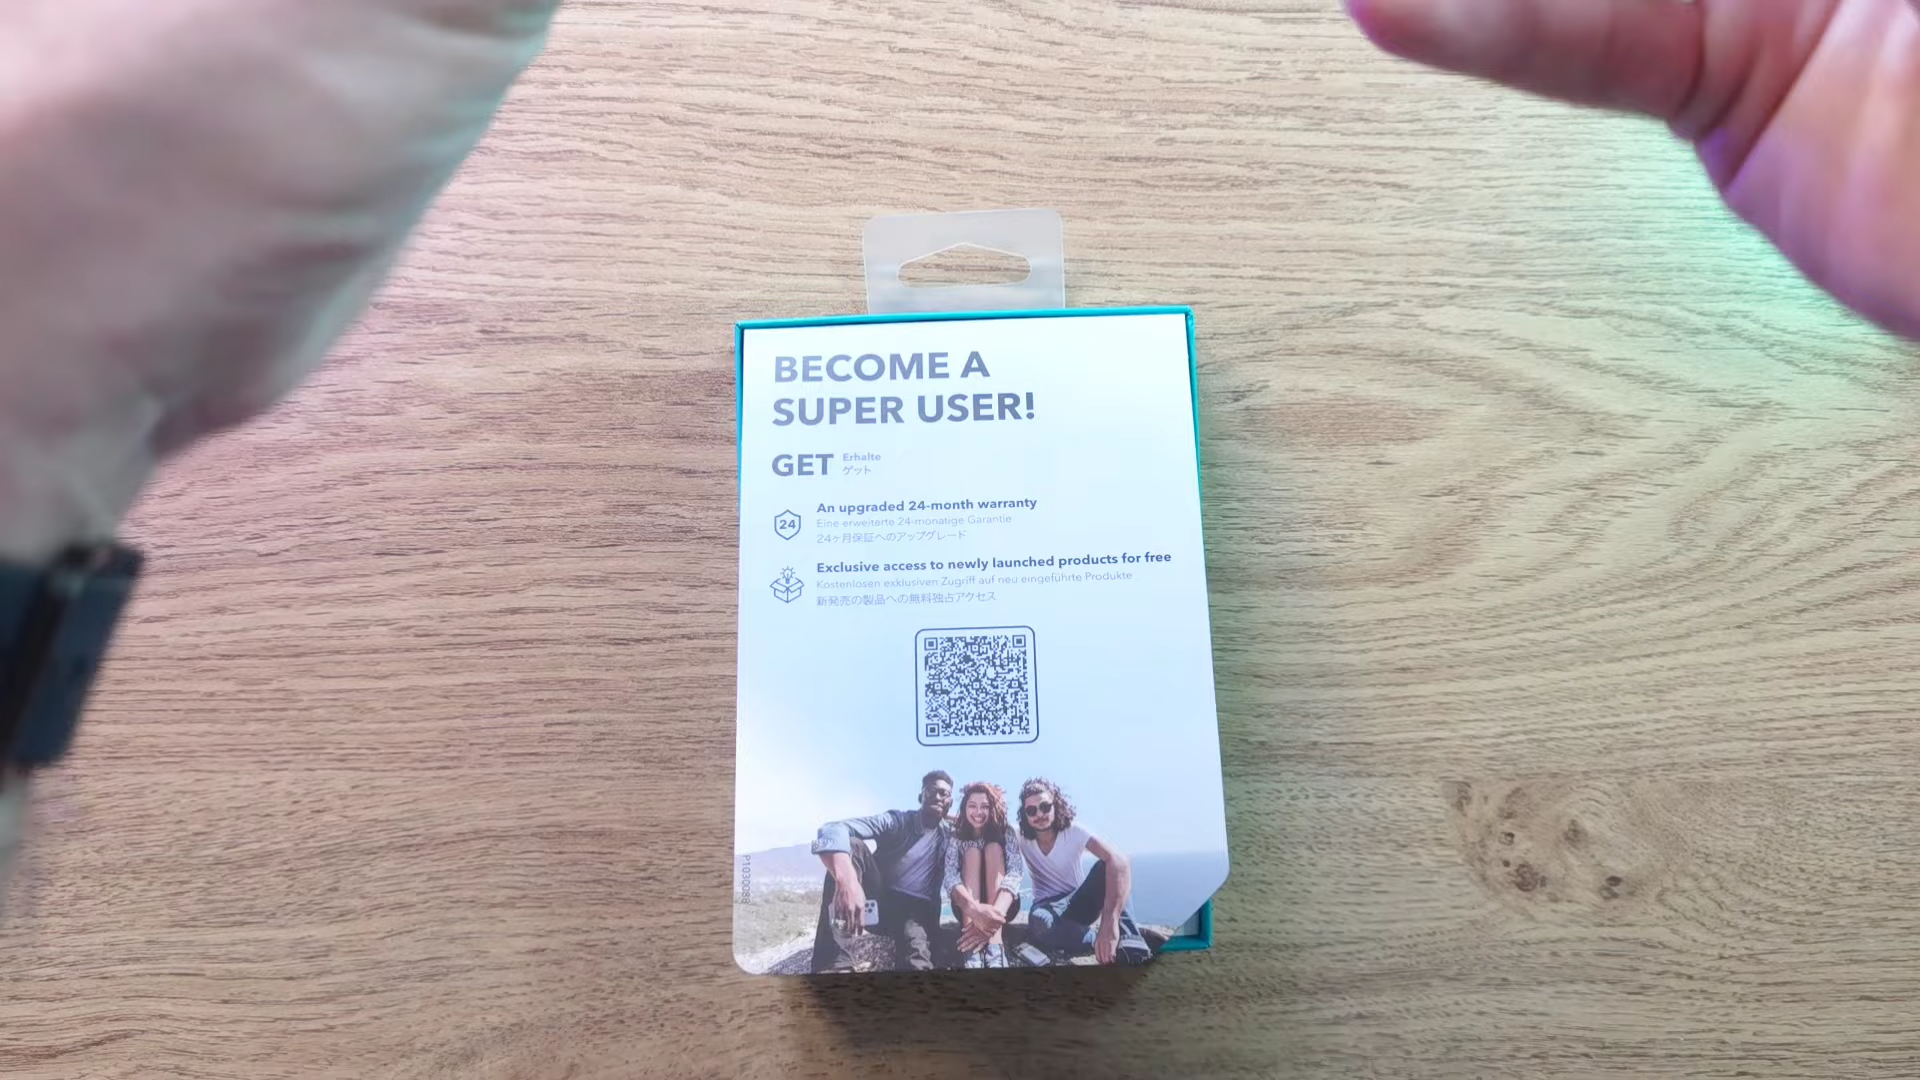 BECOME A
SUPER USER!
GET
Erhalte
ゲット
24
An upgraded 24-month warranty
Eine erweiterte 24-monatige Garantie
24ヶ月保証へのアップグレード
Exclusive access to newly launched products for free
Kostenlosen exklusiven Zugriff auf neu eingeführte Produkte
新発売の製品への無料独占アクセス
P1030088